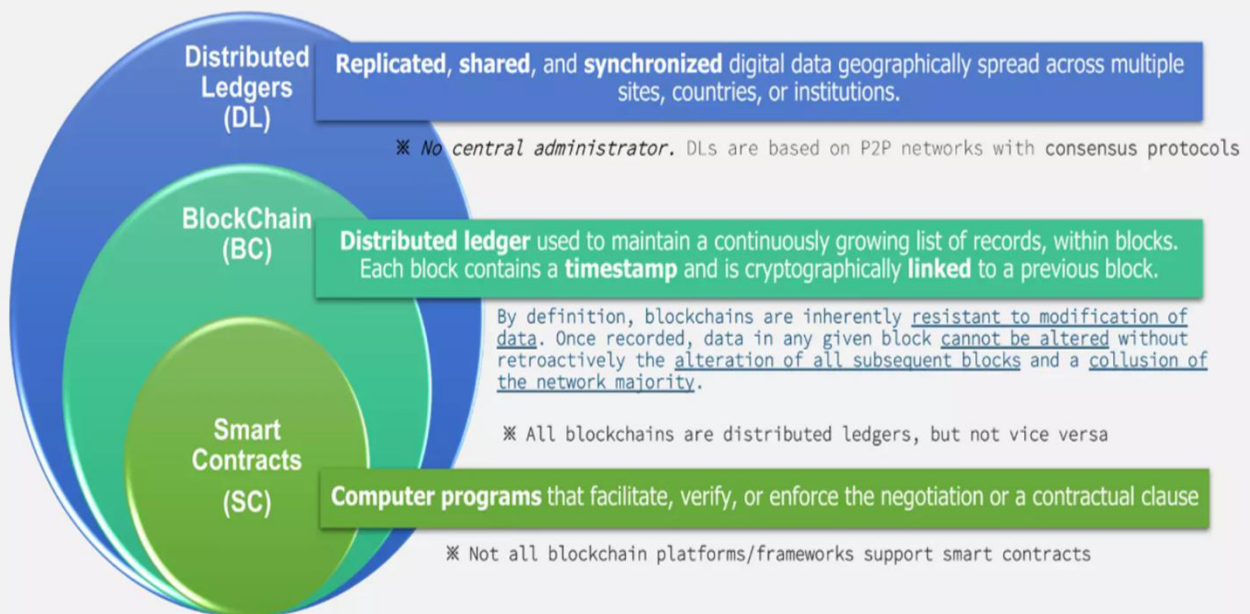 Distributed
Ledgers
(DL)
Replicated, shared, and synchronized digital data geographically spread across multiple
sites, countries, or institutions.
※ No central administrator. DLs are based on P2P networks with consensus protocols
BlockChain
(BC)
Distributed ledger used to maintain a continuously growing list of records, within blocks.
Each block contains a timestamp and is cryptographically linked to a previous block.
By definition, blockchains are inherently resistant to modification of
data. Once recorded, data in any given block cannot be altered without
retroactively the alteration of all subsequent blocks and a collusion of
the network majority.
※ All blockchains are distributed ledgers, but not vice versa
Smart
Contracts
(SC)
Computer programs that facilitate, verify, or enforce the negotiation or a contractual clause
※ Not all blockchain platforms/frameworks support smart contracts